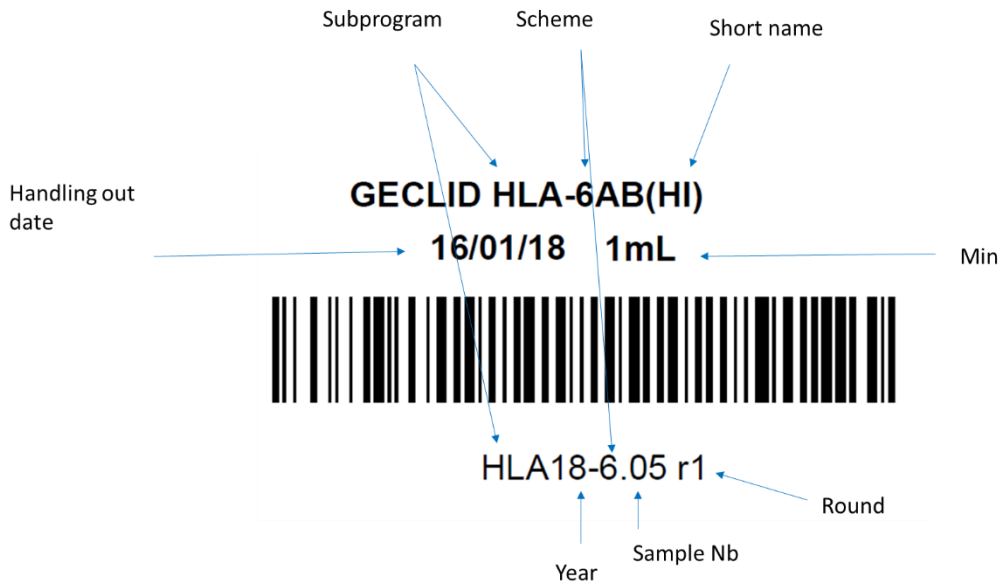 Subprogram
Scheme
Short name
Handling out
date
GECLID HLA-6AB(HI)
16/01/18 1mL
Min
HLA18-6.05 r1
Round
Sample Nb
Year